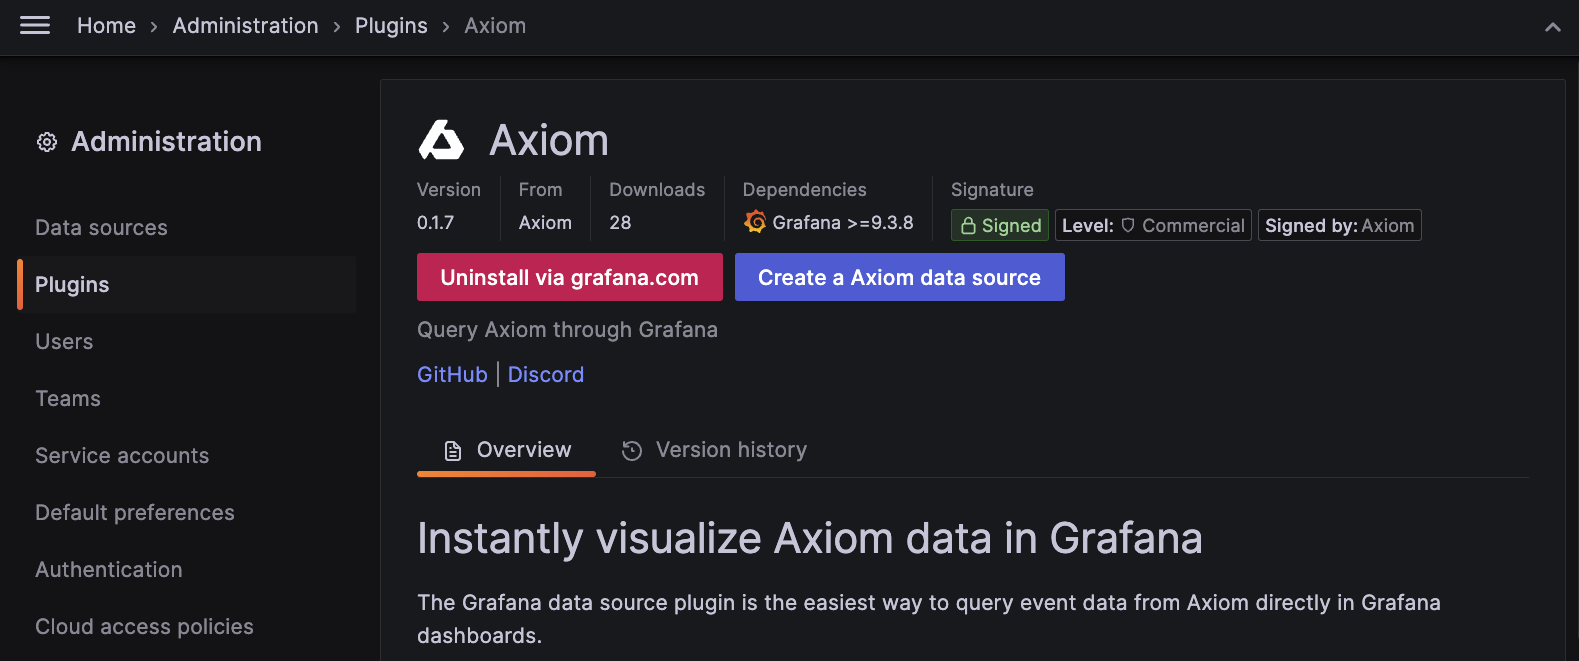 Home › Administration › Plugins › Axiom
Administration
Data sources
Plugins
Users
Teams
Service accounts
Default preferences
Authentication
Cloud access policies
Axiom
Version From Downloads Dependencies Signature
0.1.7 Axiom 28 Grafana >=9.3.8 Signed Level: Commercial Signed by: Axiom
Uninstall via grafana.com Create a Axiom data source
Query Axiom through Grafana
GitHub | Discord
Overview Version history
Instantly visualize Axiom data in Grafana
The Grafana data source plugin is the easiest way to query event data from Axiom directly in Grafana
dashboards.